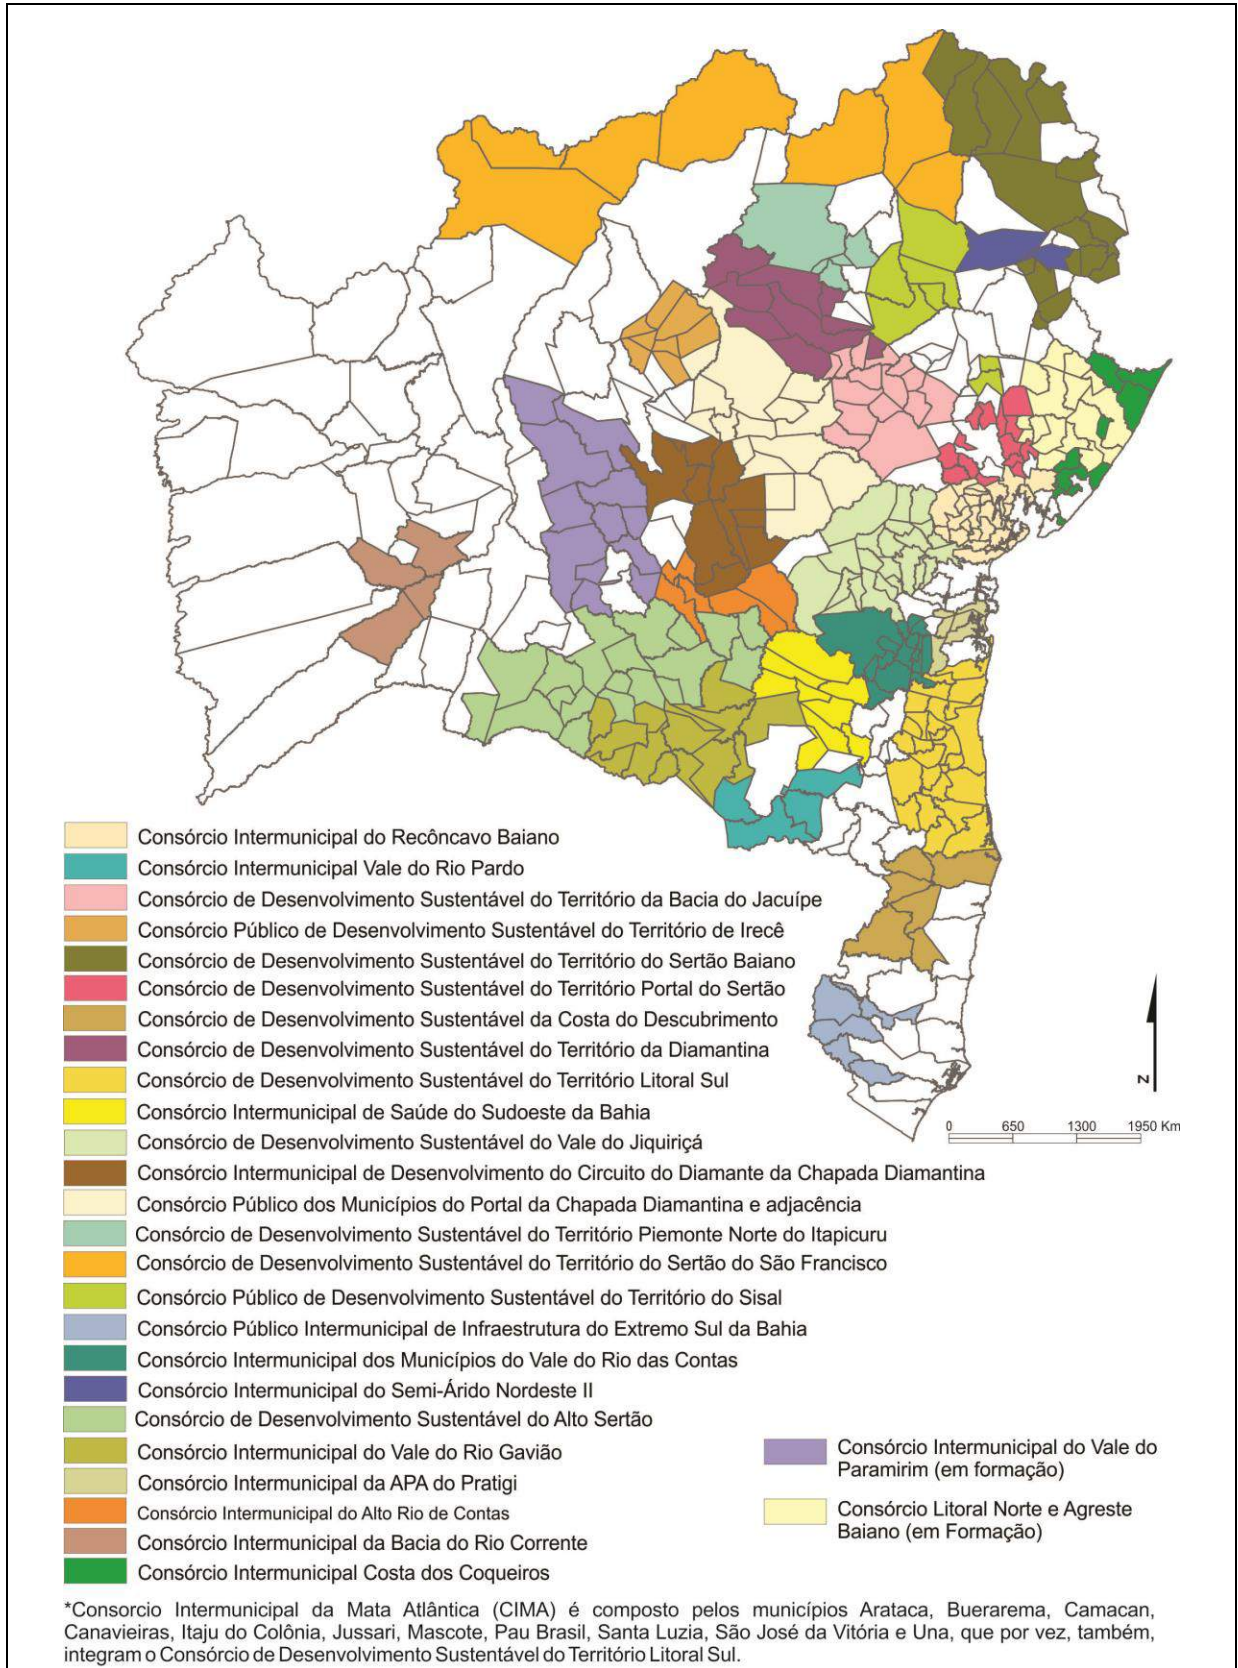 Consórcio Intermunicipal do Recôncavo Baiano
Consórcio Intermunicipal Vale do Rio Pardo
Consórcio de Desenvolvimento Sustentável do Território da Bacia do Jacuípe
Consórcio Público de Desenvolvimento Sustentável do Território de Irecê
Consórcio de Desenvolvimento Sustentável do Território do Sertão Baiano
Consórcio de Desenvolvimento Sustentável do Território Portal do Sertão
Consórcio de Desenvolvimento Sustentável da Costa do Descubrimento
Consórcio de Desenvolvimento Sustentável do Território da Diamantina
Consórcio de Desenvolvimento Sustentável do Território Litoral Sul
Consórcio Intermunicipal de Saúde do Sudoeste da Bahia
Consórcio de Desenvolvimento Sustentável do Vale do Jiquiriçá
Consórcio Intermunicipal de Desenvolvimento do Circuito do Diamante da Chapada Diamantina
Consórcio Público dos Municípios do Portal da Chapada Diamantina e adjacência
Consórcio de Desenvolvimento Sustentável do Território Piemonte Norte do Itapicuru
Consórcio de Desenvolvimento Sustentável do Território do Sertão do São Francisco
Consórcio Público de Desenvolvimento Sustentável do Território do Sisal
Consórcio Público Intermunicipal de Infraestrutura do Extremo Sul da Bahia
Consórcio Intermunicipal dos Municípios do Vale do Rio das Contas
Consórcio Intermunicipal do Semi-Árido Nordeste II
Consórcio de Desenvolvimento Sustentável do Alto Sertão
Consórcio Intermunicipal do Vale do Rio Gavião
Consórcio Intermunicipal da APA do Pratigi
Consórcio Intermunicipal do Alto Rio de Contas
Consórcio Intermunicipal da Bacia do Rio Corrente
Consórcio Intermunicipal Costa dos Coqueiros
Consórcio Intermunicipal do Vale do
Paramirim (em formação)
Consórcio Litoral Norte e Agreste
Baiano (em Formação)
N
0 650 1300 1950 Km
*Consorcio Intermunicipal da Mata Atlântica (CIMA) é composto pelos municípios Arataca, Buerarema, Camacan,
Canavieiras, Itaju do Colônia, Jussari, Mascote, Pau Brasil, Santa Luzia, São José da Vitória e Una, que por vez, também,
integram o Consórcio de Desenvolvimento Sustentável do Território Litoral Sul.